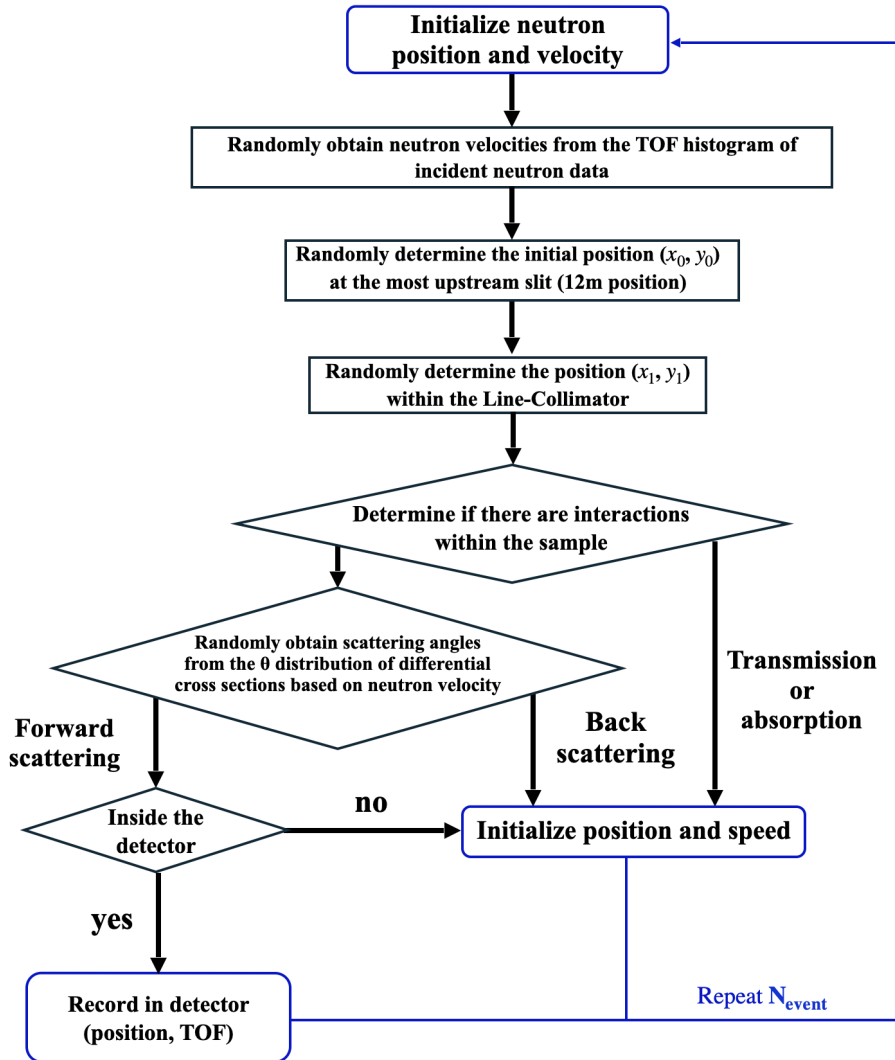 Initialize neutron
position and velocity
Randomly obtain neutron velocities from the TOF histogram of
incident neutron data
Randomly determine the initial position (x₀, y₀)
at the most upstream slit (12m position)
Randomly determine the position (x₁, y₁)
within the Line-Collimator
Determine if there are interactions
within the sample
Randomly obtain scattering angles
from the θ distribution of differential
cross sections based on neutron velocity
Transmission
or
absorption
Forward
scattering
Back
scattering
Inside the
detector
no
Initialize position and speed
yes
Record in detector
(position, TOF)
Repeat N_event